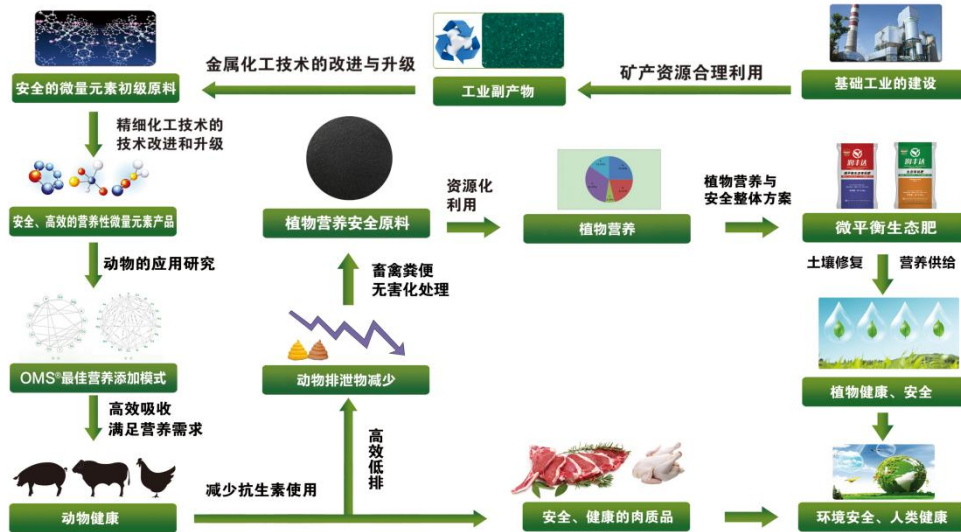 金属化工技术的改进与升级
矿产资源合理利用
安全的微量元素初级原料
工业副产物
基础工业的建设
精细化工技术的
技术改进和升级
润丰达
润丰达
资源化
利用
植物营养与
安全整体方案
安全、高效的营养性微量元素产品
植物营养安全原料
植物营养
微平衡生态肥
动物的应用研究
畜禽粪便
无害化处理
土壤修复
营养供给
OMS®最佳营养添加模式
动物排泄物减少
植物健康、安全
高效吸收
满足营养需求
高效低排
减少抗生素使用
动物健康
安全、健康的肉质品
环境安全、人类健康